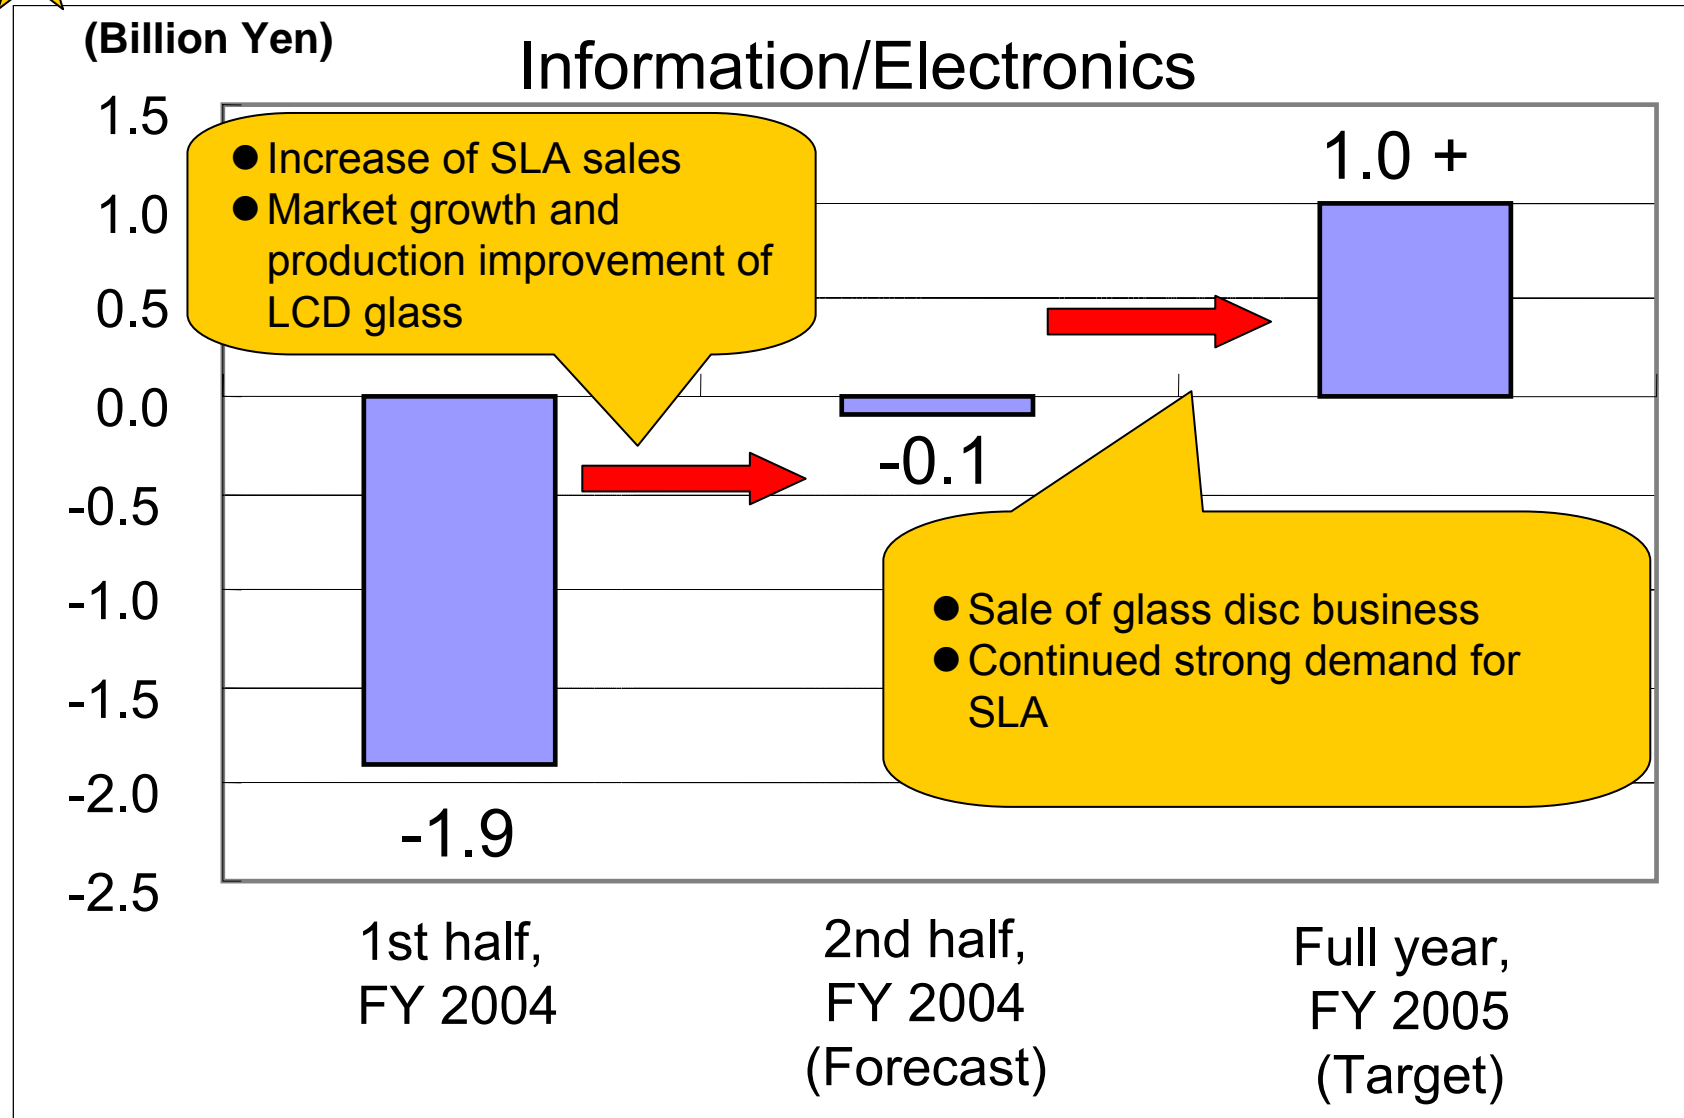 (Billion Yen)
Information/Electronics
1.5
1.0
0.5
0.0
-0.5
-1.0
-1.5
-2.0
-2.5
● Increase of SLA sales
● Market growth and
production improvement of
LCD glass
1.0 +
-0.1
-1.9
● Sale of glass disc business
● Continued strong demand for
SLA
1st half,
FY 2004
2nd half,
FY 2004
(Forecast)
Full year,
FY 2005
(Target)